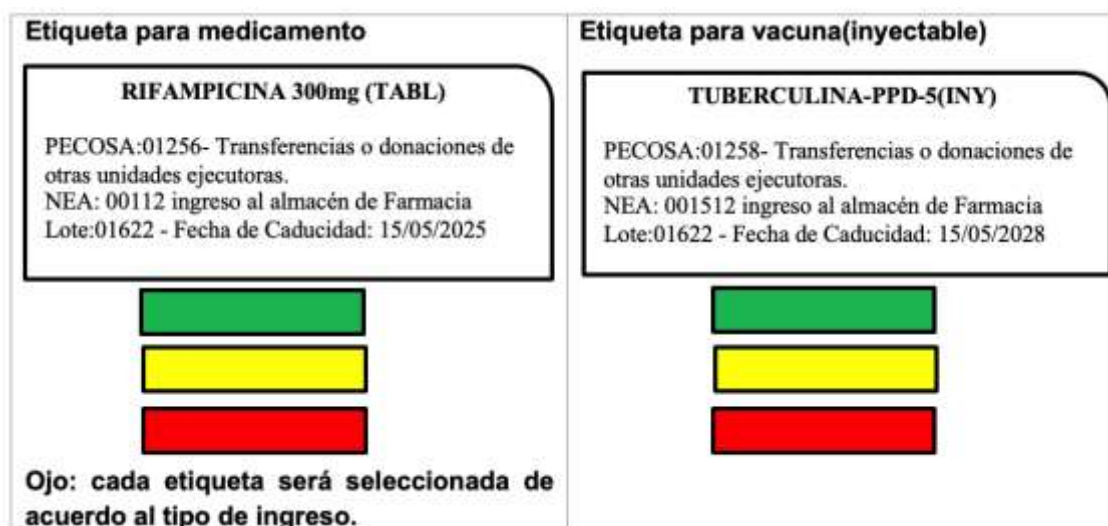 Etiqueta para medicamento
RIFAMPICINA 300mg (TABL)
PECOSA:01256- Transferencias o donaciones de
otras unidades ejecutoras.
NEA: 00112 ingreso al almacén de Farmacia
Lote:01622 - Fecha de Caducidad: 15/05/2025
Ojo: cada etiqueta será seleccionada de
acuerdo al tipo de ingreso.
Etiqueta para vacuna(inyectable)
TUBERCULINA-PPD-5(INY)
PECOSA:01258- Transferencias o donaciones de
otras unidades ejecutoras.
NEA: 001512 ingreso al almacén de Farmacia
Lote:01622 - Fecha de Caducidad: 15/05/2028